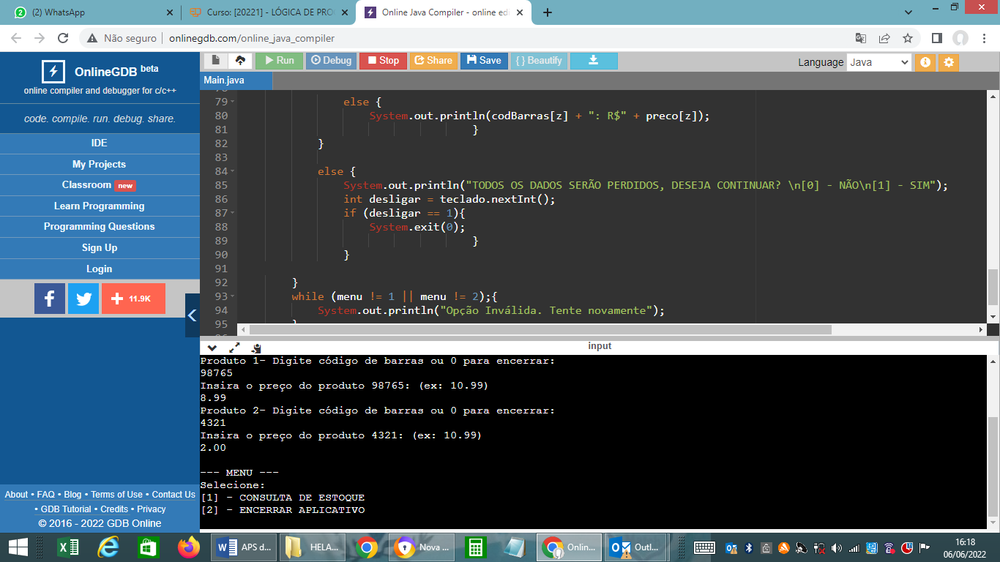 (2) WhatsApp
Curso: [20221] - LÓGICA DE PRO
Online Java Compiler - online edi
Não seguro
onlinegdb.com/online_java_compiler
OnlineGDB beta
online compiler and debugger for c/c++
code. compile. run. debug. share.
IDE
My Projects
Classroom new
Learn Programming
Programming Questions
Sign Up
Login
11.9K
About • FAQ • Blog • Terms of Use • Contact Us
• GDB Tutorial • Credits • Privacy
© 2016 - 2022 GDB Online
Run Debug Stop Share Save { } Beautify
Language Java
Main.java
79 else {
80 System.out.println(codBarras[z] + ": R$" + preco[z]);
81 }
82 }
83
84 else {
85 System.out.println("TODOS OS DADOS SERÃO PERDIDOS, DESEJA CONTINUAR? \n[0] - NÃO\n[1] - SIM");
86 int desligar = teclado.nextInt();
87 if (desligar == 1){
88 System.exit(0);
89 }
90 }
91
92 }
93 while (menu != 1 || menu != 2);{
94 System.out.println("Opção Inválida. Tente novamente");
95
input
Produto 1- Digite código de barras ou 0 para encerrar:
98765
Insira o preço do produto 98765: (ex: 10.99)
8.99
Produto 2- Digite código de barras ou 0 para encerrar:
4321
Insira o preço do produto 4321: (ex: 10.99)
2.00
--- MENU ---
Selecione:
[1] - CONSULTA DE ESTOQUE
[2] - ENCERRAR APLICATIVO
APS d...
HELA...
Nova ...
Onlin...
Outl...
16:18
06/06/2022